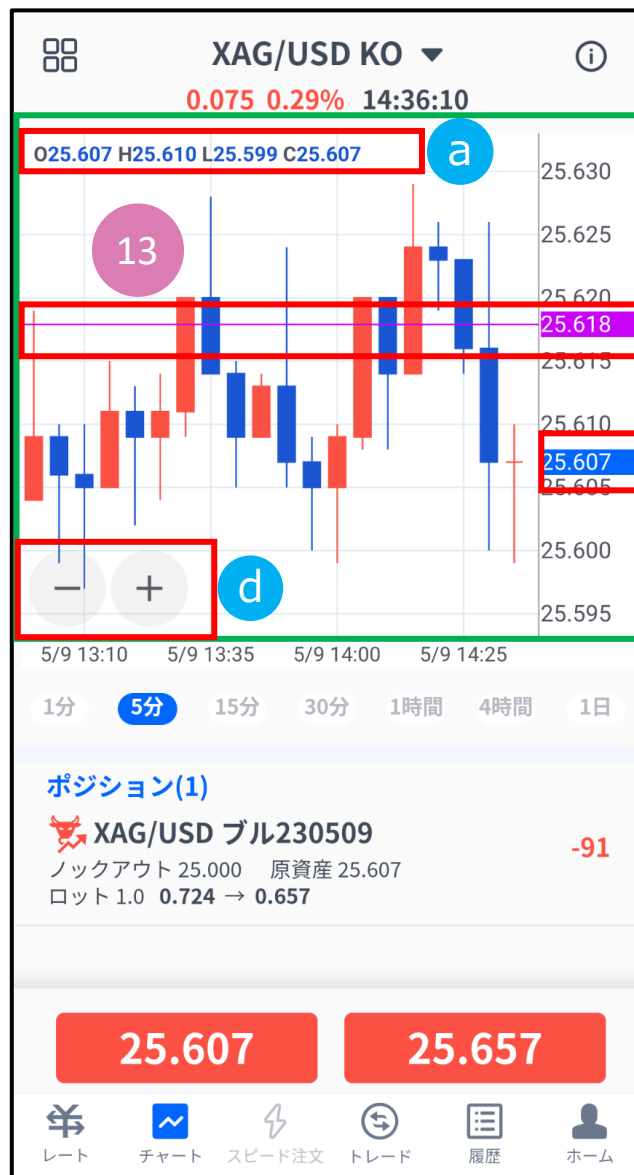 XAG/USD KO
0.075 0.29% 14:36:10
O25.607 H25.610 L25.599 C25.607
a
25.630
13
25.625
25.620
25.618
25.615
25.610
25.607
25.605
25.600
− +
d
25.595
5/9 13:10 5/9 13:35 5/9 14:00 5/9 14:25
1分 5分 15分 30分 1時間 4時間 1日
ポジション(1)
XAG/USD ブル230509
-91
ノックアウト 25.000 原資産 25.607
ロット 1.0 0.724 → 0.657
25.607 25.657
レート チャート スピード注文 トレード 履歴 ホーム